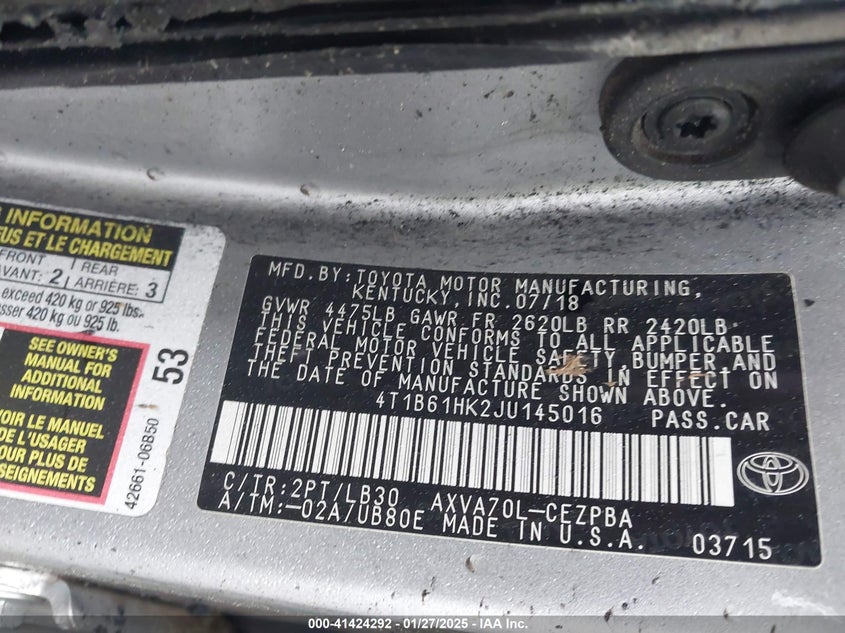 INFORMATION
FUS ET LE CHARGEMENT
FRONT
REAR
AVANT: 2
ARRIÈRE: 3
exceed 420 kg or 925 lbs.
420 kg ou 925 lb.
SEE OWNER'S
MANUAL FOR
ADDITIONAL
INFORMATION
VOIR LE MANUEL
DE L'USAGER
POUR PLUS DE
53
42661-06B50
MFD.BY:TOYOTA MOTOR MANUFACTURING,
KENTUCKY, INC.07/18
GVWR 4475LB GAWR FR 2620LB RR 2420LB
THIS VEHICLE CONFORMS TO ALL APPLICABLE
FEDERAL MOTOR VEHICLE SAFETY,BUMPER,AND
THEFT PREVENTION STANDARDS IN EFFECT ON
THE DATE OF MANUFACTURE SHOWN ABOVE.
4T1B61HK2JU145016 PASS.CAR
C/TR:2PT/LB30 AXVA70L-CEZPBA
A/TM:-02A/UB80E MADE IN U.S.A. 03715
000-41424292 — 01/27/2025 — IAA Inc.